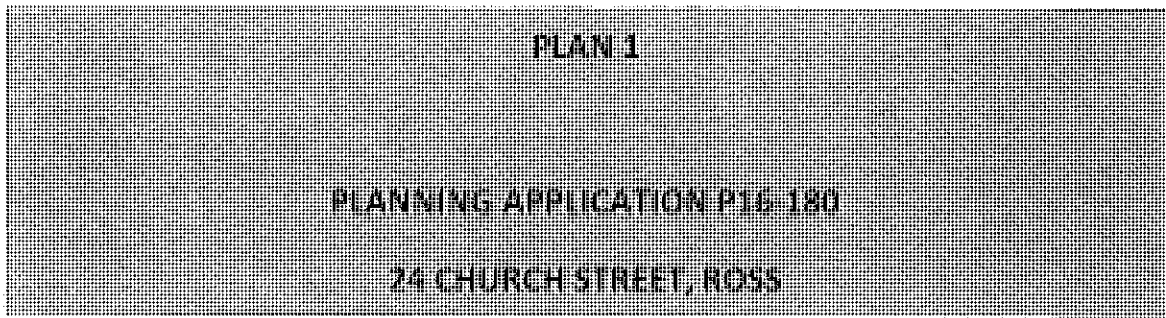 PLAN 1
PLANNING APPLICATION P16-180
24 CHURCH STREET, ROSS